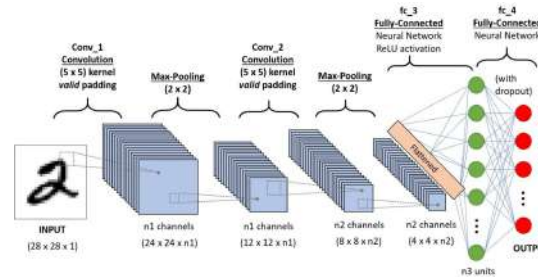 fc_3
Fully-Connected
Neural Network
ReLU activation
fc_4
Fully-Connected
Neural Network
Conv_1
Convolution
(5 x 5) kernel
valid padding
Max-Pooling
(2 x 2)
Conv_2
Convolution
(5 x 5) kernel
valid padding
Max-Pooling
(2 x 2)
(with
dropout)
Flattened
2
INPUT
(28 x 28 x 1)
n1 channels
(24 x 24 x n1)
n1 channels
(12 x 12 x n1)
n2 channels
(8 x 8 x n2)
n2 channels
(4 x 4 x n2)
n3 units
OUTP